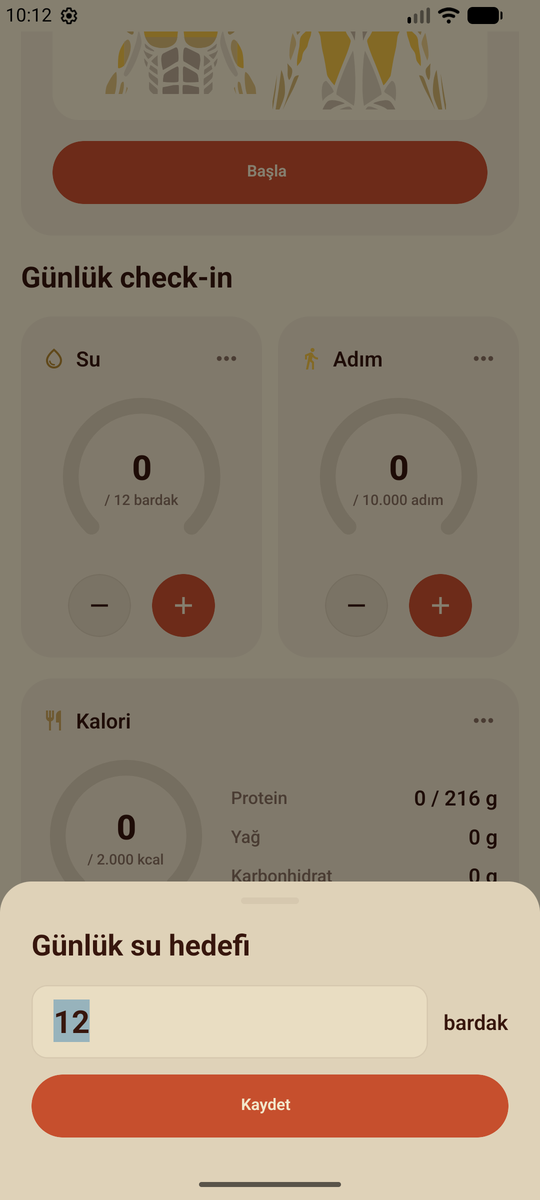 10:12
Başla
Günlük check-in
Su
Adım
0
/ 12 bardak
0
/ 10.000 adım
− +
− +
Kalori
0
/ 2.000 kcal
Protein 0 / 216 g
Yağ 0 g
Karbonhidrat 0 g
Günlük su hedefi
12 bardak
Kaydet